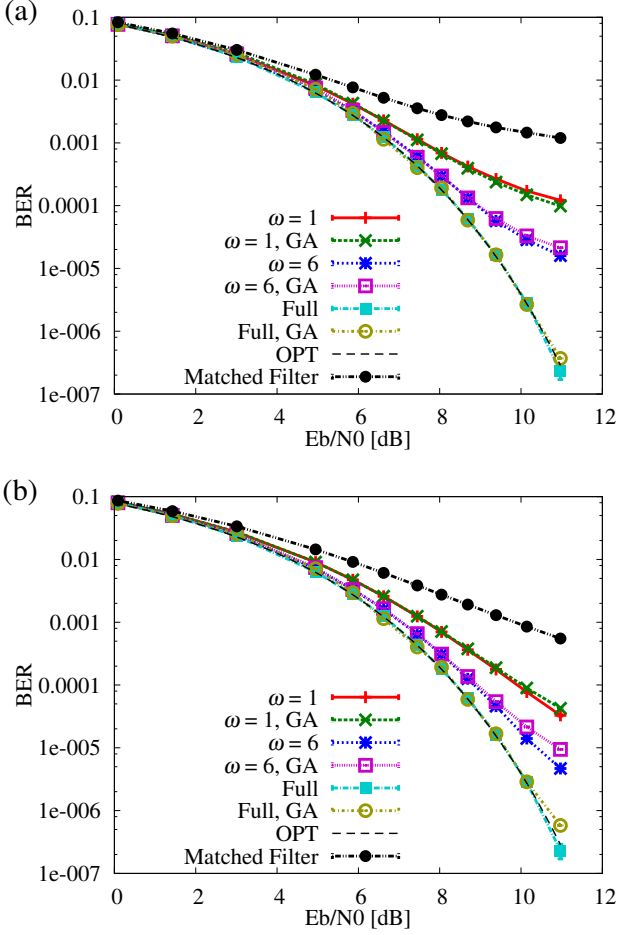 (a)
0.1
0.01
0.001
0.0001
1e-005
1e-006
1e-007
BER
ω = 1
ω = 1, GA
ω = 6
ω = 6, GA
Full
Full, GA
OPT
Matched Filter
0 2 4 6 8 10 12
Eb/N0 [dB]
(b)
0.1
0.01
0.001
0.0001
1e-005
1e-006
1e-007
BER
ω = 1
ω = 1, GA
ω = 6
ω = 6, GA
Full
Full, GA
OPT
Matched Filter
0 2 4 6 8 10 12
Eb/N0 [dB]